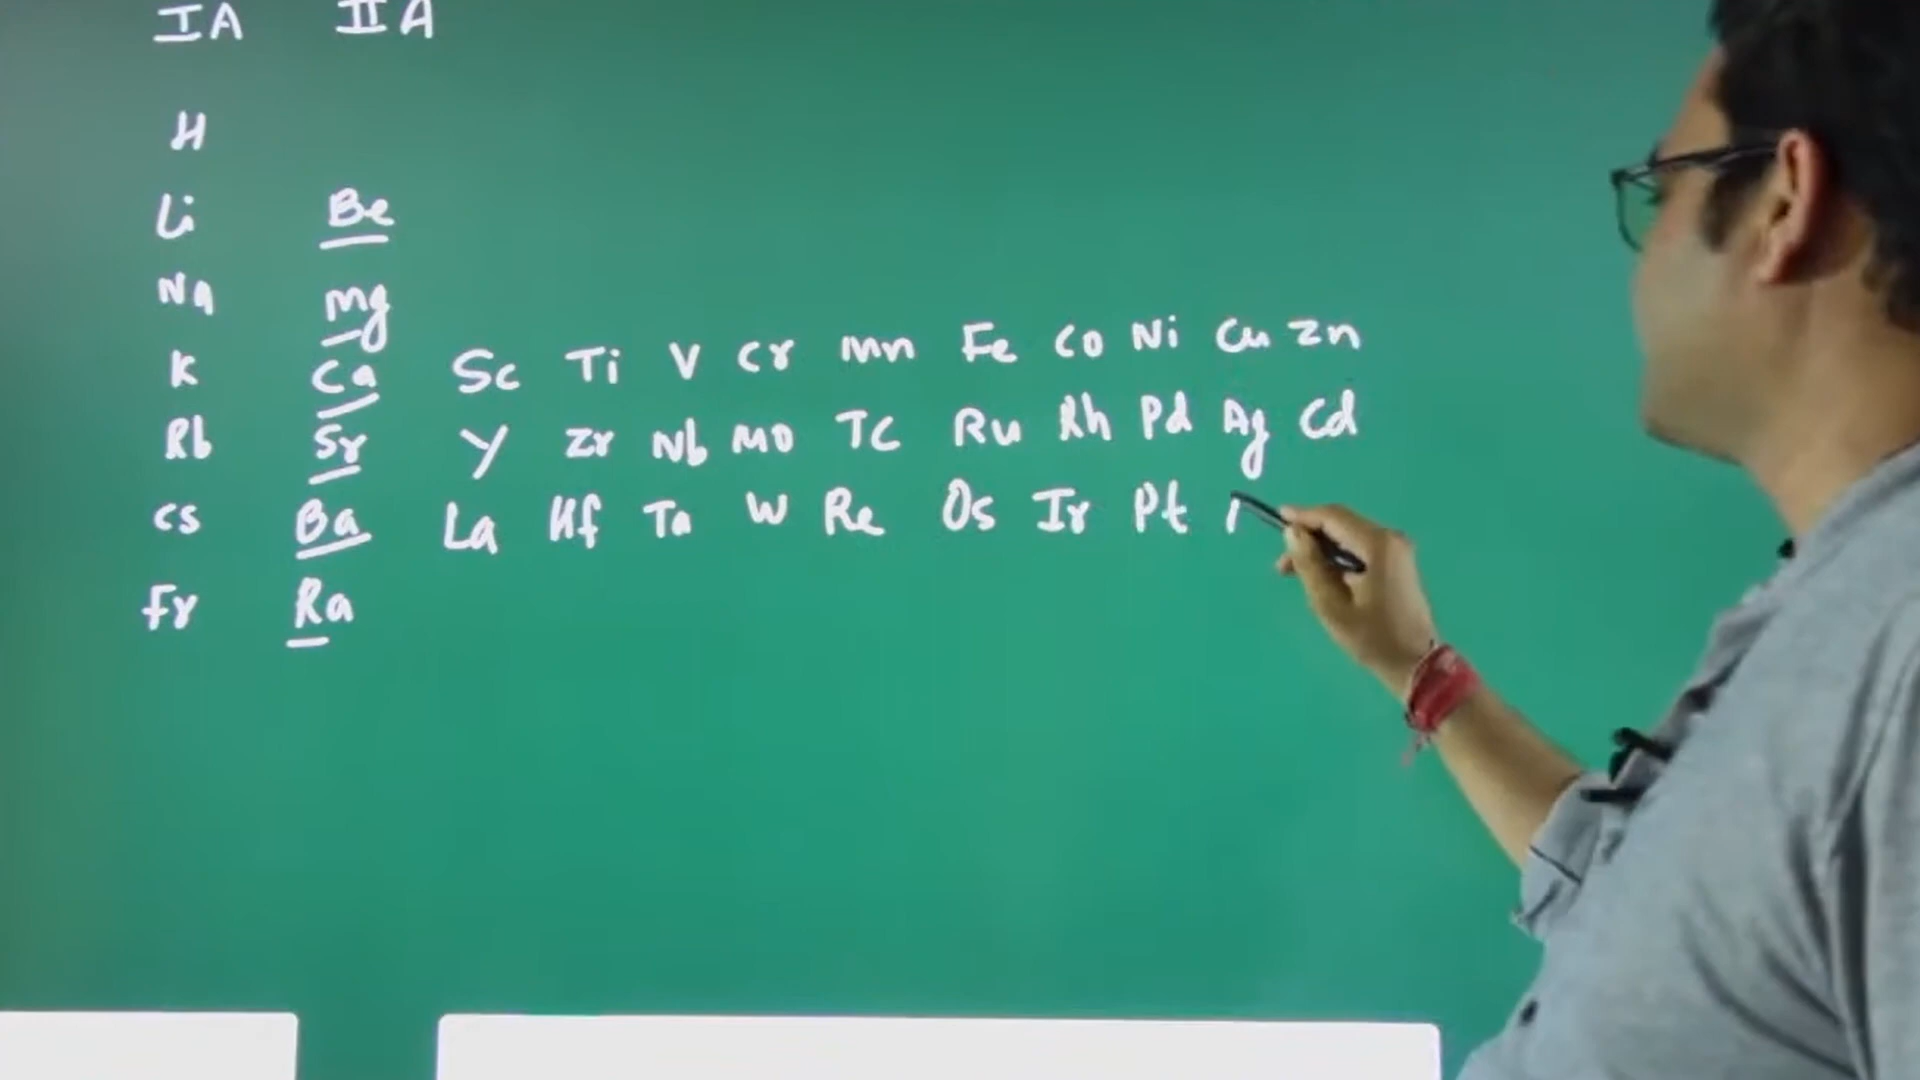 IA IIA
H
Li Be
Na Mg
K Ca Sc Ti V Cr Mn Fe Co Ni Cu Zn
Rb Sr Y Zr Nb Mo TC Ru Rh Pd Ag Cd
Cs Ba La Hf Ta W Re Os Ir Pt
Fr Ra